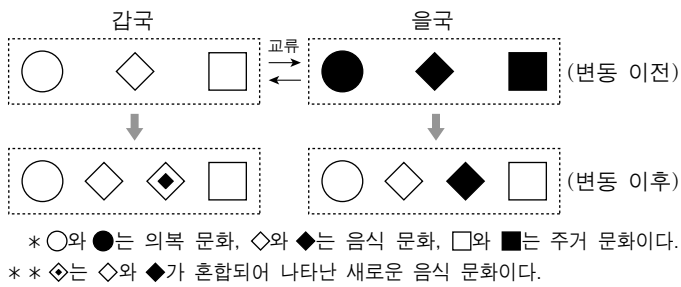 갑국 을국
교류
(변동 이전)
(변동 이후)
* ○와 ●는 의복 문화, ◇와 ◆는 음식 문화, □와 ■는 주거 문화이다.
* * ◈는 ◇와 ◆가 혼합되어 나타난 새로운 음식 문화이다.